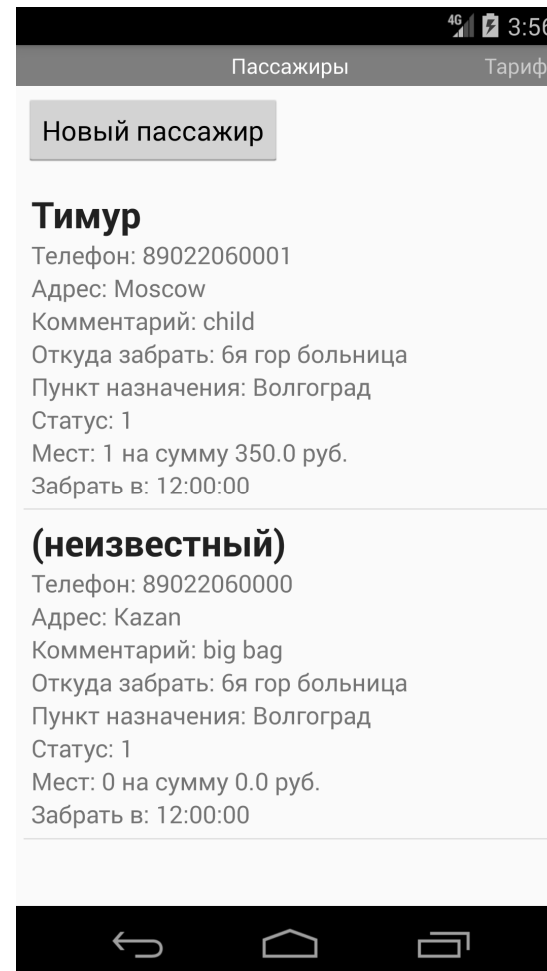 4G 3:56
Пассажиры Тариф
Новый пассажир
Тимур
Телефон: 89022060001
Адрес: Moscow
Комментарий: child
Откуда забрать: 6я гор больница
Пункт назначения: Волгоград
Статус: 1
Мест: 1 на сумму 350.0 руб.
Забрать в: 12:00:00
(неизвестный)
Телефон: 89022060000
Адрес: Kazan
Комментарий: big bag
Откуда забрать: 6я гор больница
Пункт назначения: Волгоград
Статус: 1
Мест: 0 на сумму 0.0 руб.
Забрать в: 12:00:00